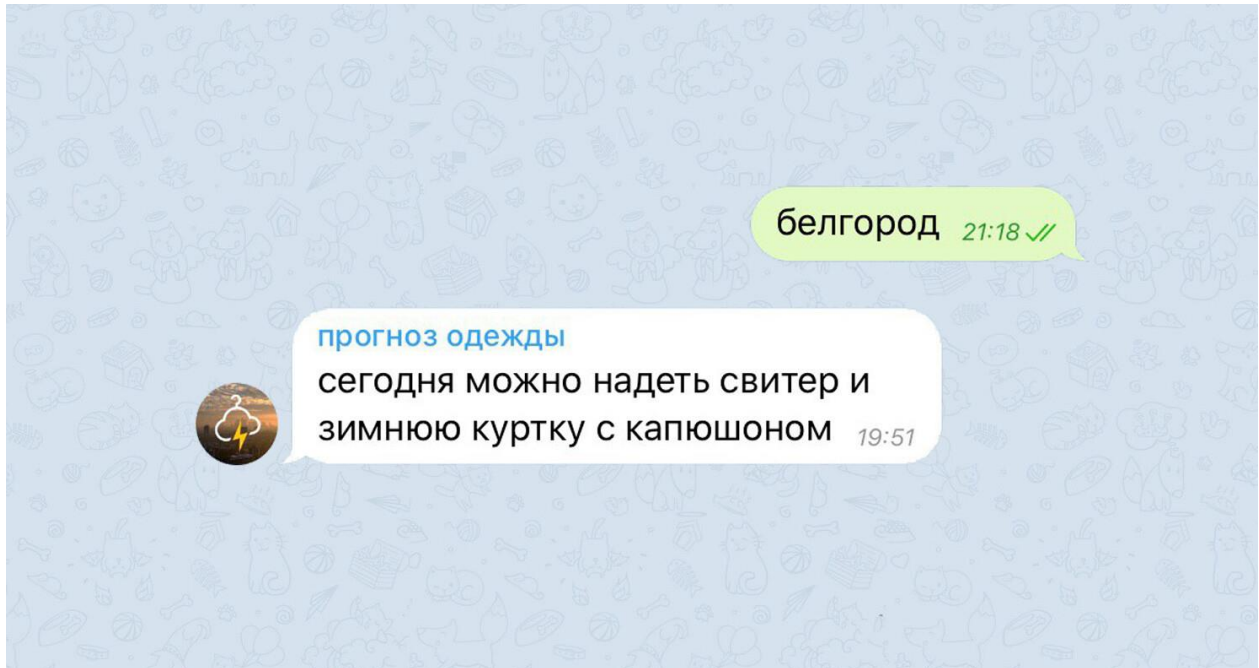 белгород 21:18
прогноз одежды
сегодня можно надеть свитер и
зимнюю куртку с капюшоном 19:51